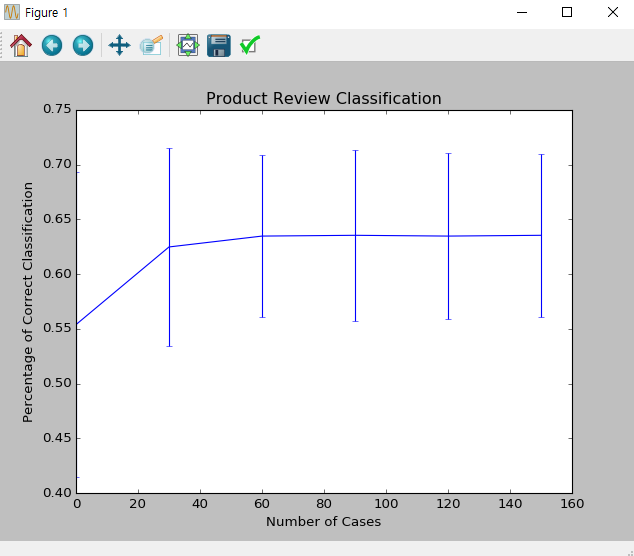 Figure 1
Product Review Classification
0.75
0.70
0.65
0.60
0.55
0.50
0.45
0.40
Percentage of Correct Classification
0 20 40 60 80 100 120 140 160
Number of Cases